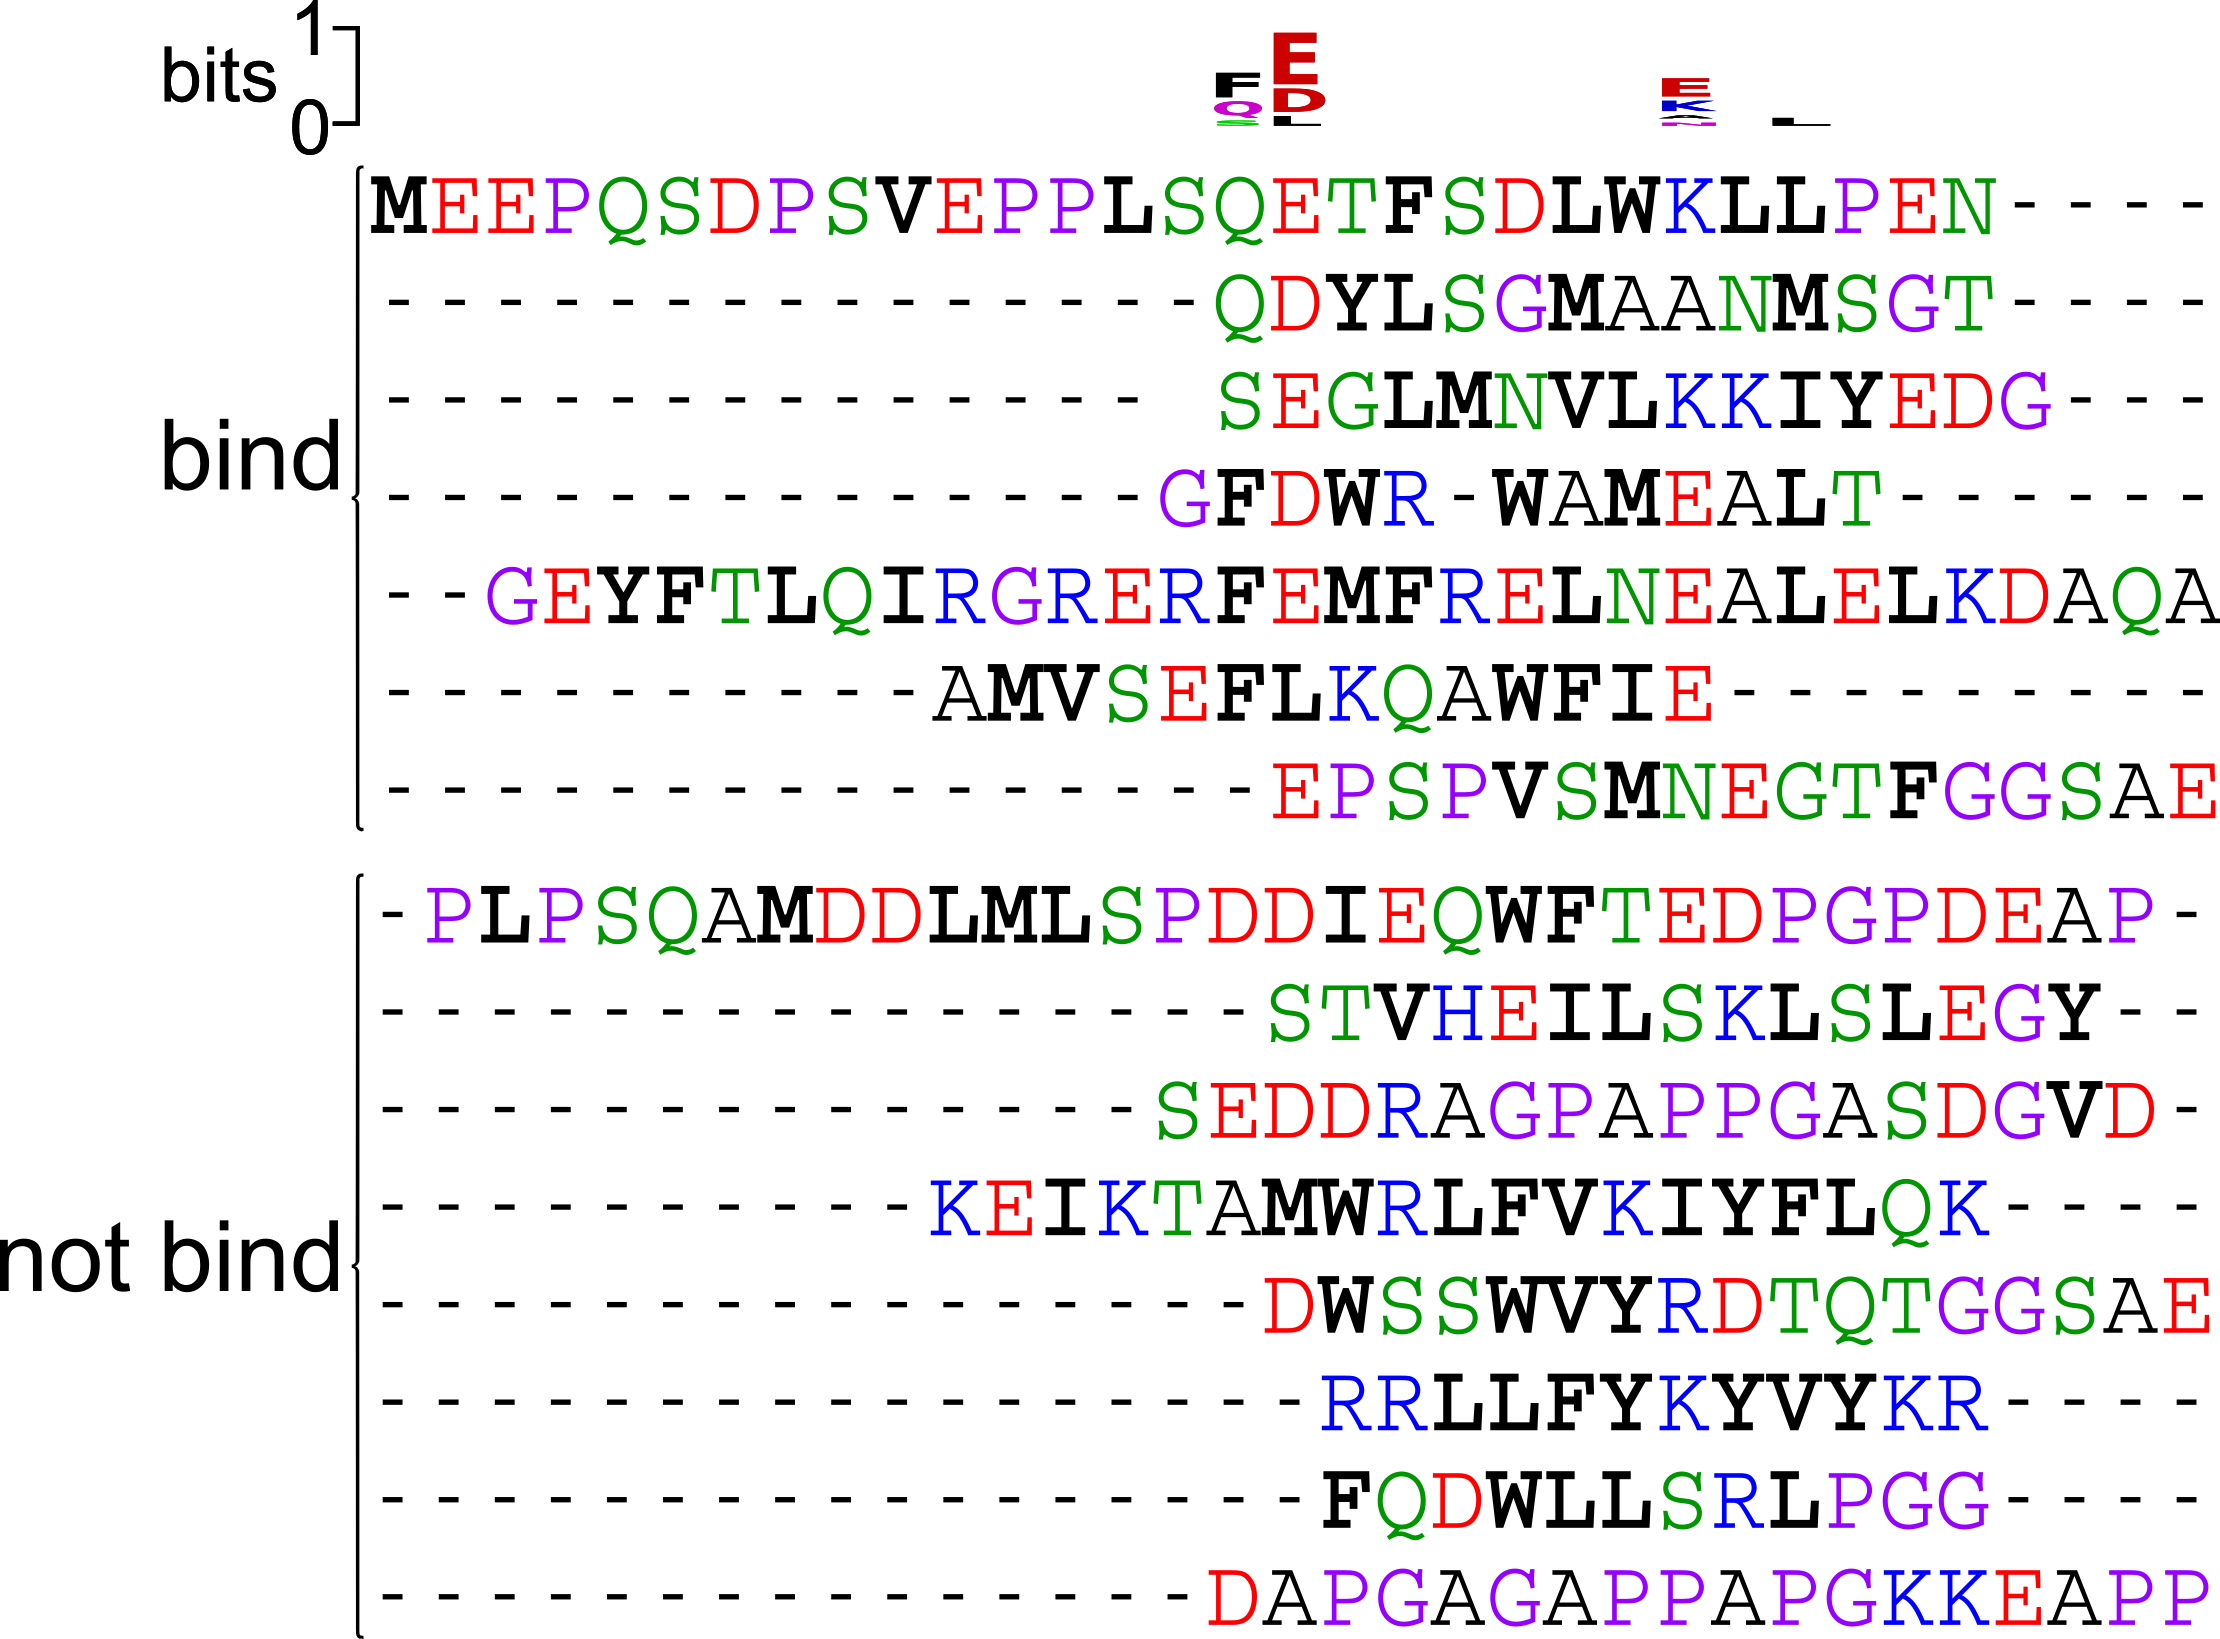 1
bits
0
F E E
Q D K
S L A L
N
MEEPQSDPSVEPPLSQETFSDLWKLLPEN----
---------------QDYLSGMAANMSGT----
-------------- SEGLMNVLKKIYEDG---
bind
--------------GFDWR-WAMEALT------
--GEYFTLQIRGRERFEMFRELNEALELKDAQA
----------AMVSEFLKQAWFIE---------
----------------EPSPVSMNEGTFGGSAE
-PLPSQAMDDLMLSPDDIEQWFTEDPGPDEAP-
----------------STVHEILSKLSLEGY--
--------------SEDDRAGPAPPGASDGVD-
----------KEIKTAMWRLFVKIYFLQK----
not bind
----------------DWSSWVYRDTQTGGSAE
-----------------RRLLFYKYVYKR----
-----------------FQDWLLSRLPGG----
---------------DAPGAGAPPAPGKKEAPP